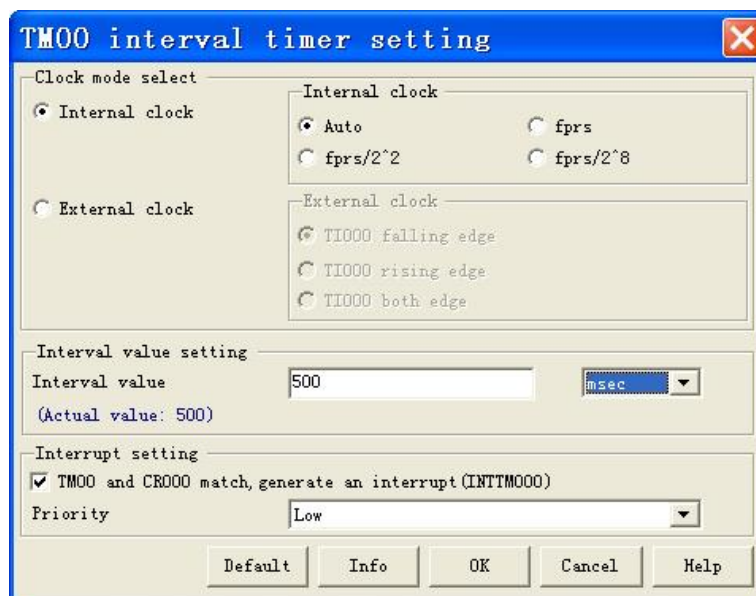 TM00 interval timer setting
Clock mode select
Internal clock
Internal clock
Auto
fprs
fprs/2^2
fprs/2^8
External clock
External clock
TI000 falling edge
TI000 rising edge
TI000 both edge
Interval value setting
Interval value
500
msec
(Actual value: 500)
Interrupt setting
TM00 and CR000 match, generate an interrupt(INTTM000)
Priority
Low
Default
Info
OK
Cancel
Help